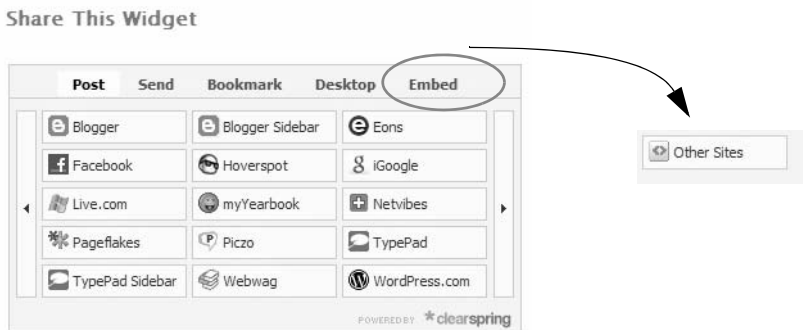 Share This Widget
Post Send Bookmark Desktop Embed
Blogger Blogger Sidebar Eons
Facebook Hoverspot iGoogle
Live.com myYearbook Netvibes
Pageflakes Piczo TypePad
TypePad Sidebar Webwag WordPress.com
POWERED BY clearspring
Other Sites